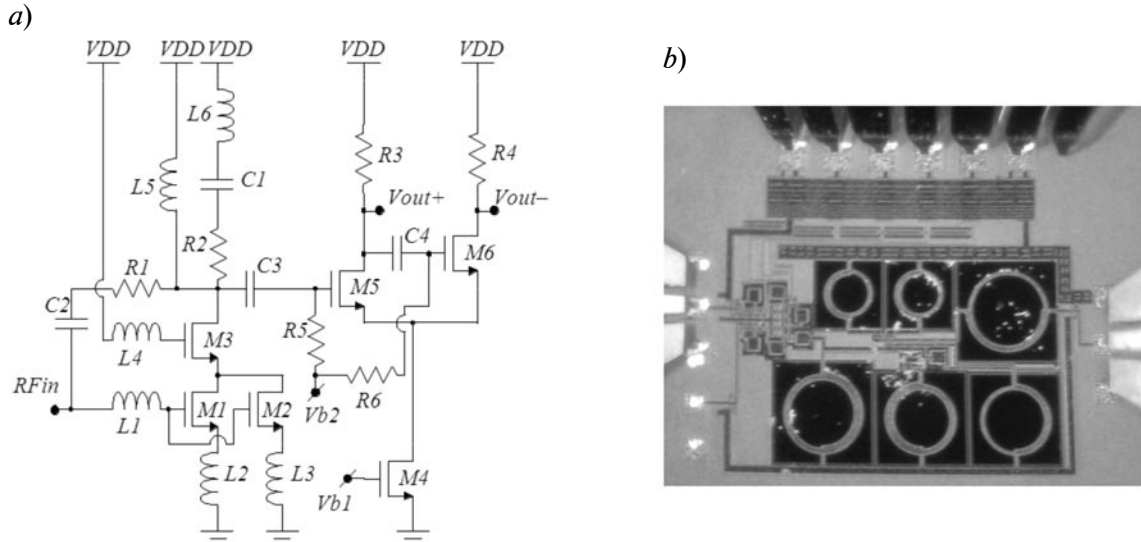 a)
b)
VDD VDD VDD VDD VDD
L6
R3 R4
L5 C1
Vout+ Vout−
R2 C4
M6
R1 C3
M5
C2
R5
M3
L4
R6
RFin M1 M2
Vb2
L1
L2 L3
M4
Vb1